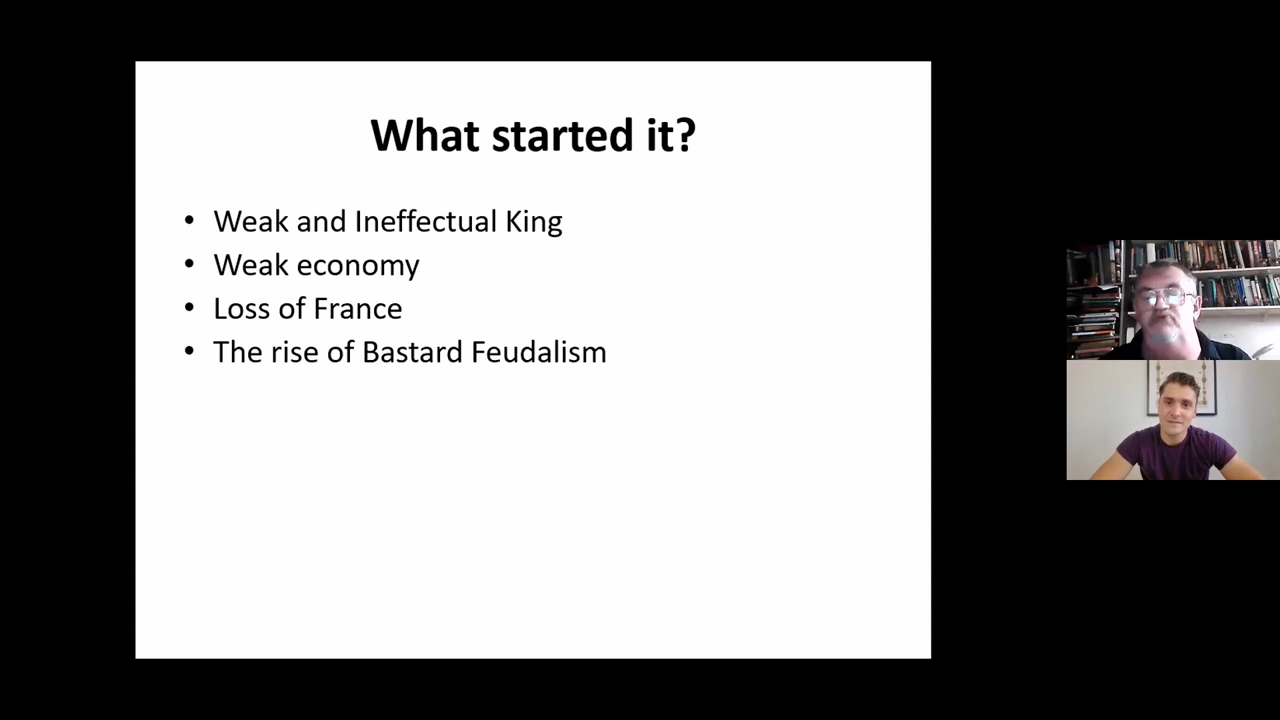 What started it?
• Weak and Ineffectual King
• Weak economy
• Loss of France
• The rise of Bastard Feudalism